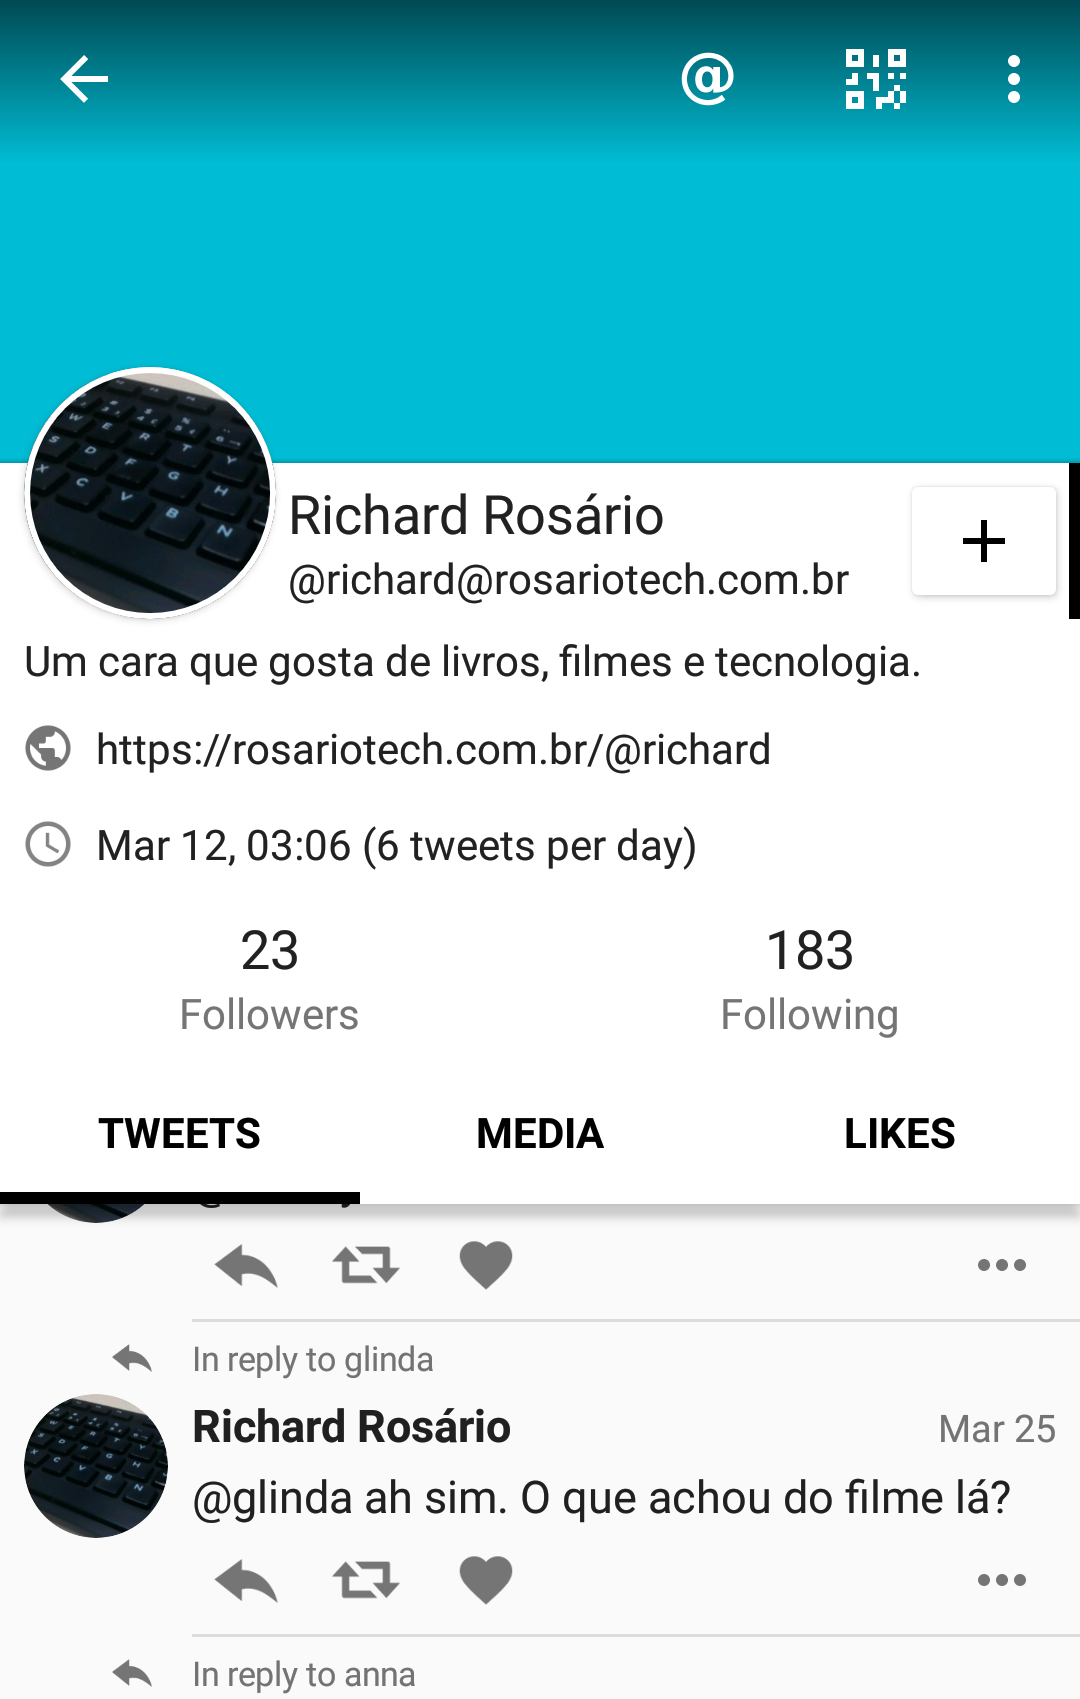 @
Richard Rosário
@richard@rosariotech.com.br
Um cara que gosta de livros, filmes e tecnologia.
https://rosariotech.com.br/@richard
Mar 12, 03:06 (6 tweets per day)
23
Followers
183
Following
TWEETS
MEDIA
LIKES
In reply to glinda
Richard Rosário
Mar 25
@glinda ah sim. O que achou do filme lá?
In reply to anna